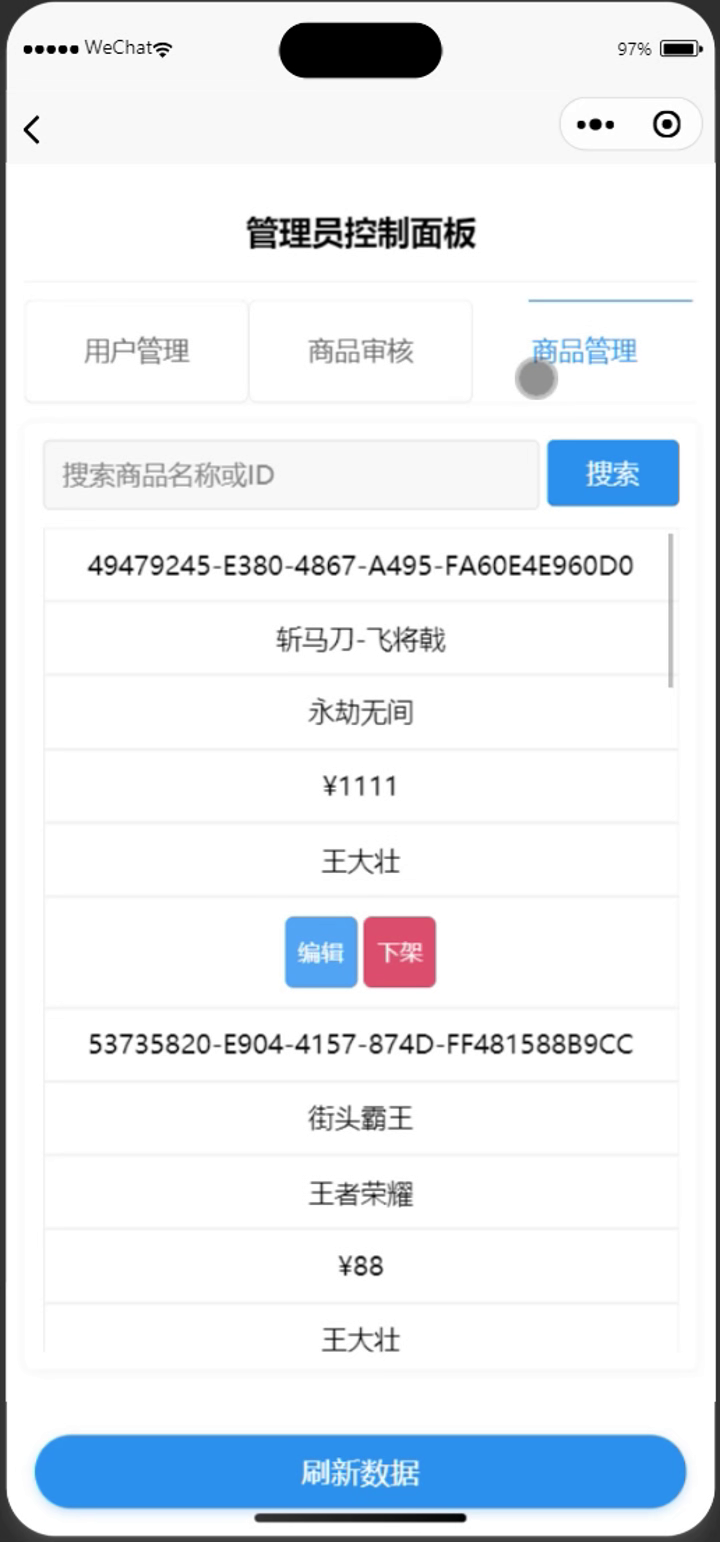 WeChat 97%
管理员控制面板
用户管理 商品审核 商品管理
搜索商品名称或ID 搜索
49479245-E380-4867-A495-FA60E4E960D0
斩马刀-飞将戟
永劫无间
¥1111
王大壮
编辑 下架
53735820-E904-4157-874D-FF481588B9CC
街头霸王
王者荣耀
¥88
王大壮
刷新数据